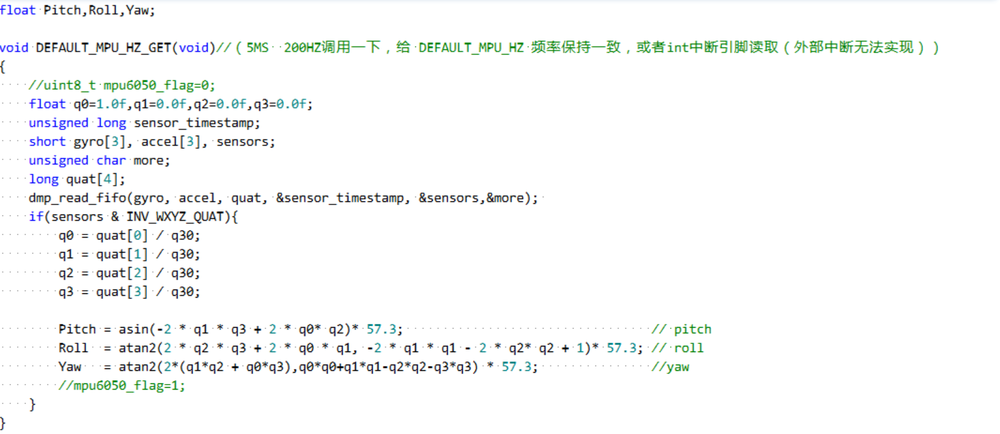 float Pitch,Roll,Yaw;
void DEFAULT_MPU_HZ_GET(void)//（5MS  200HZ调用一下，给 DEFAULT_MPU_HZ 频率保持一致，或者int中断引脚读取（外部中断无法实现））
{
    //uint8_t mpu6050_flag=0;
    float q0=1.0f,q1=0.0f,q2=0.0f,q3=0.0f;
    unsigned long sensor_timestamp;
    short gyro[3], accel[3], sensors;
    unsigned char more;
    long quat[4];
    dmp_read_fifo(gyro, accel, quat, &sensor_timestamp, &sensors,&more);
    if(sensors & INV_WXYZ_QUAT){
        q0 = quat[0] / q30;
        q1 = quat[1] / q30;
        q2 = quat[2] / q30;
        q3 = quat[3] / q30;
        Pitch = asin(-2 * q1 * q3 + 2 * q0* q2)* 57.3;                                 // pitch
        Roll  = atan2(2 * q2 * q3 + 2 * q0 * q1, -2 * q1 * q1 - 2 * q2* q2 + 1)* 57.3; // roll
        Yaw   = atan2(2*(q1*q2 + q0*q3),q0*q0+q1*q1-q2*q2-q3*q3) * 57.3;               //yaw
        //mpu6050_flag=1;
    }
}